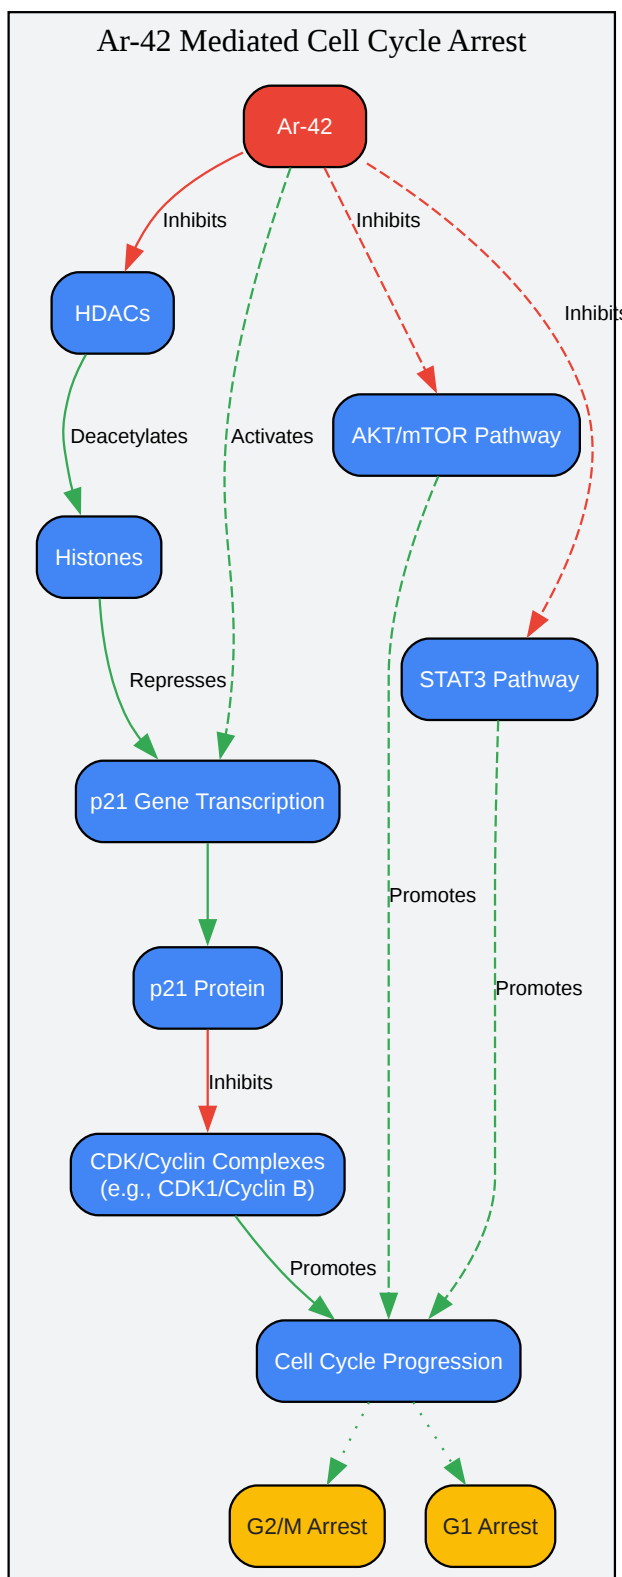 Ar-42 Mediated Cell Cycle Arrest
Ar-42
Inhibits
Inhibits
HDACs
Inhibits
Deacetylates
Activates
AKT/mTOR Pathway
Histones
Represses
STAT3 Pathway
p21 Gene Transcription
Promotes
p21 Protein
Promotes
Inhibits
CDK/Cyclin Complexes
(e.g., CDK1/Cyclin B)
Promotes
Cell Cycle Progression
G2/M Arrest
G1 Arrest